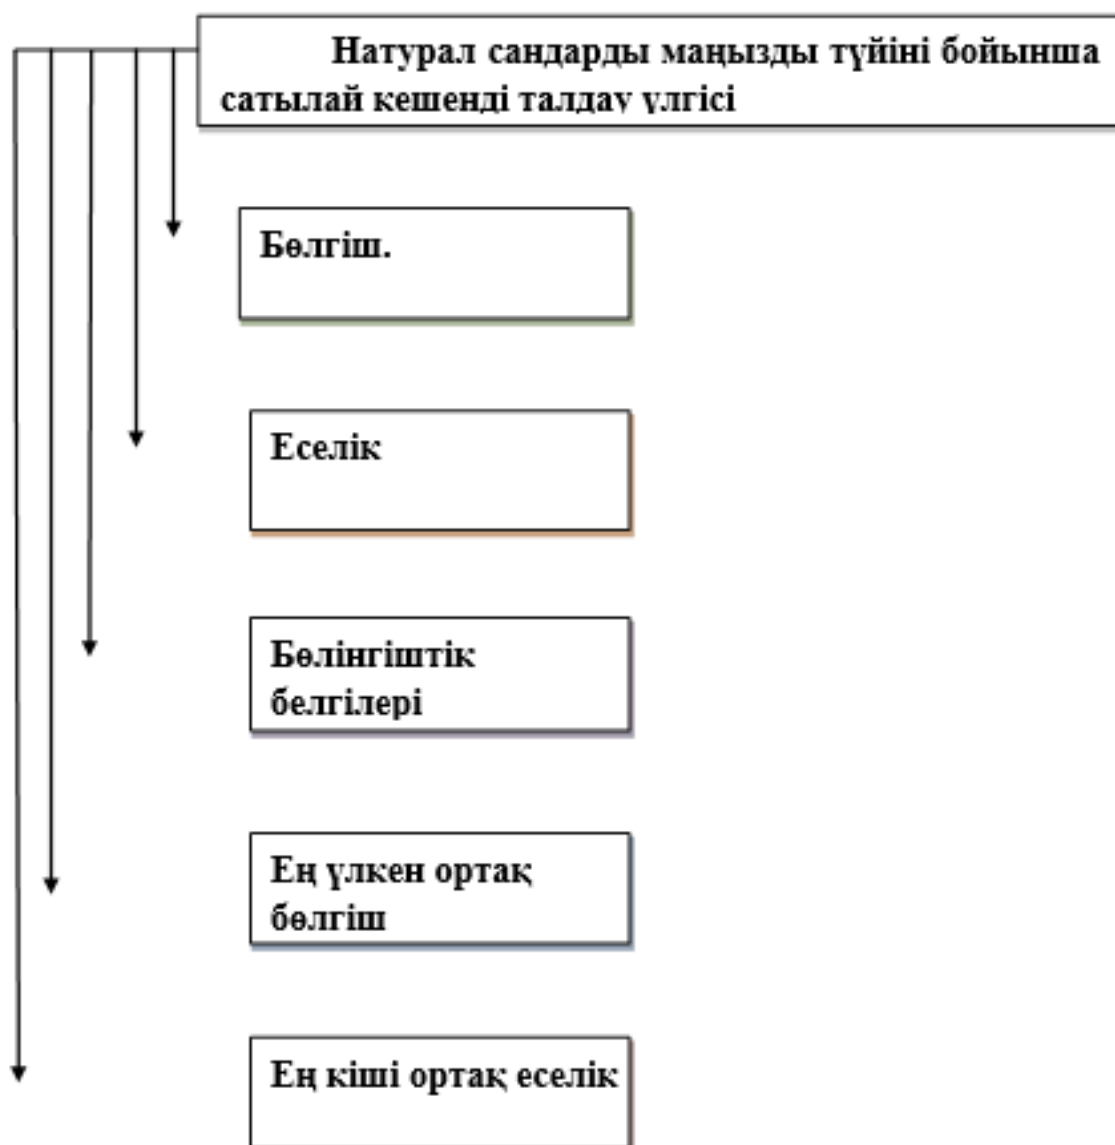 Натурал сандарды маңызды түйіні бойынша
сатылай кешенді талдау үлгісі
Бөлгіш.
Еселік
Бөлінгіштік
белгілері
Ең үлкен ортақ
бөлгіш
Ең кіші ортақ еселік